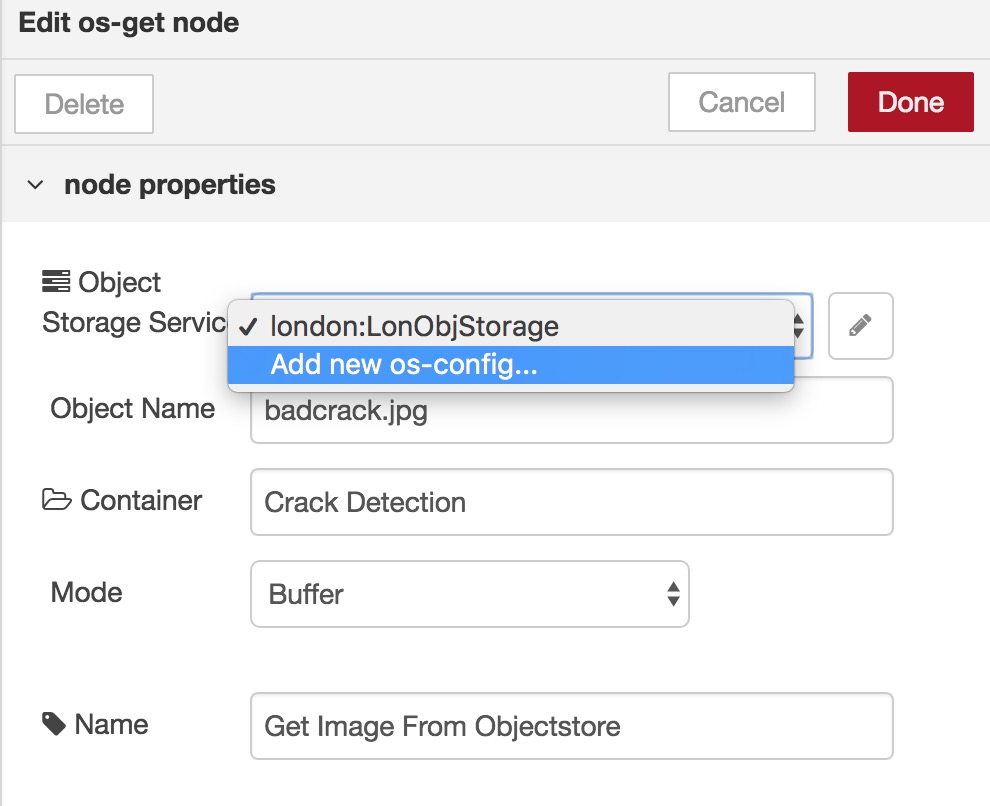 Edit os-get node
Delete
Cancel
Done
node properties
Object
Storage Servic
london:LonObjStorage
Add new os-config...
Object Name
badcrack.jpg
Container
Crack Detection
Mode
Buffer
Name
Get Image From Objectstore